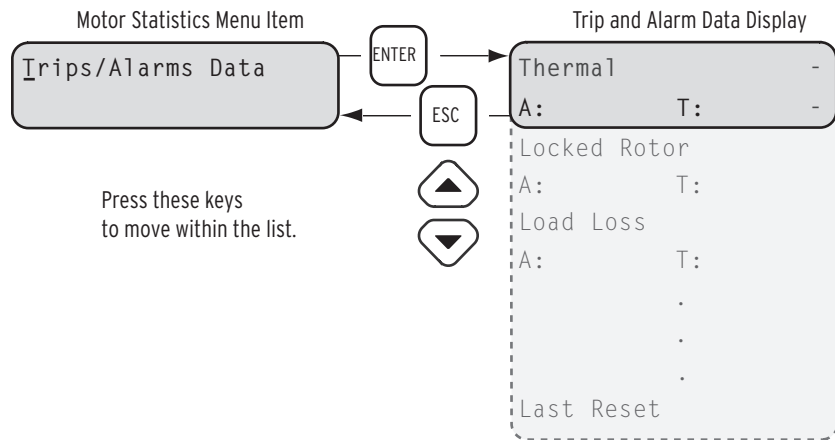 Motor Statistics Menu Item
Trip and Alarm Data Display
Trips/Alarms Data
ENTER
ESC
Press these keys
to move within the list.
Thermal -
A: T: -
Locked Rotor
A: T:
Load Loss
A: T:
.
.
.
Last Reset